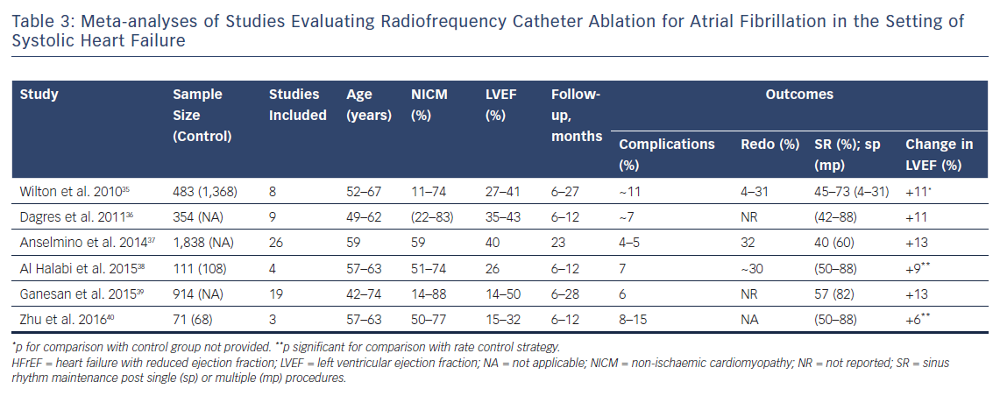 Table 3: Meta-analyses of Studies Evaluating Radiofrequency Catheter Ablation for Atrial Fibrillation in the Setting of
Systolic Heart Failure
Study Sample Size (Control) Studies Included Age (years) NICM (%) LVEF (%) Follow-up, months Outcomes
Complications (%) Redo (%) SR (%); sp (mp) Change in LVEF (%)
Wilton et al. 2010³⁵ 483 (1,368) 8 52–67 11–74 27–41 6–27 ~11 4–31 45–73 (4–31) +11*
Dagres et al. 2011³⁶ 354 (NA) 9 49–62 (22–83) 35–43 6–12 ~7 NR (42–88) +11
Anselmino et al. 2014³⁷ 1,838 (NA) 26 59 59 40 23 4–5 32 40 (60) +13
Al Halabi et al. 2015³⁸ 111 (108) 4 57–63 51–74 26 6–12 7 ~30 (50–88) +9**
Ganesan et al. 2015³⁹ 914 (NA) 19 42–74 14–88 14–50 6–28 6 NR 57 (82) +13
Zhu et al. 2016⁴⁰ 71 (68) 3 57–63 50–77 15–32 6–12 8–15 NA (50–88) +6**
*p for comparison with control group not provided. **p significant for comparison with rate control strategy.
HFrEF = heart failure with reduced ejection fraction; LVEF = left ventricular ejection fraction; NA = not applicable; NICM = non-ischaemic cardiomyopathy; NR = not reported; SR = sinus
rhythm maintenance post single (sp) or multiple (mp) procedures.